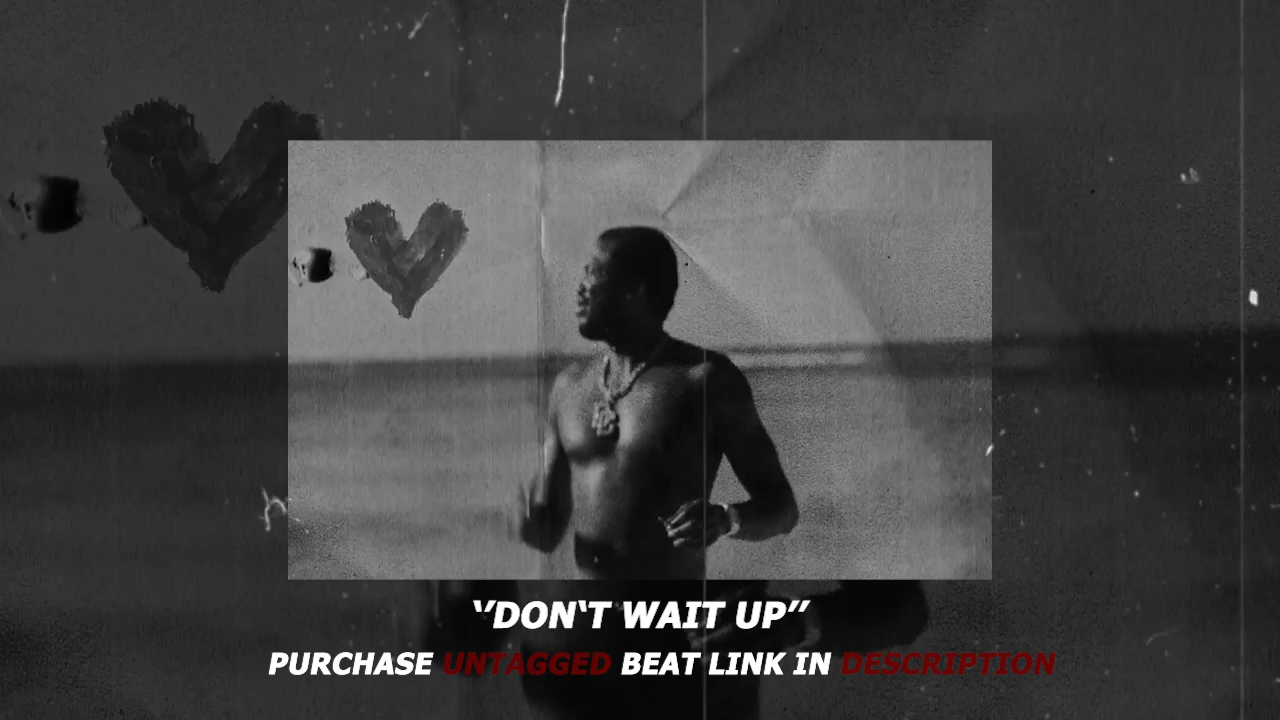 ‘’DON‘T WAIT UP’’
PURCHASE UNTAGGED BEAT LINK IN DESCRIPTION